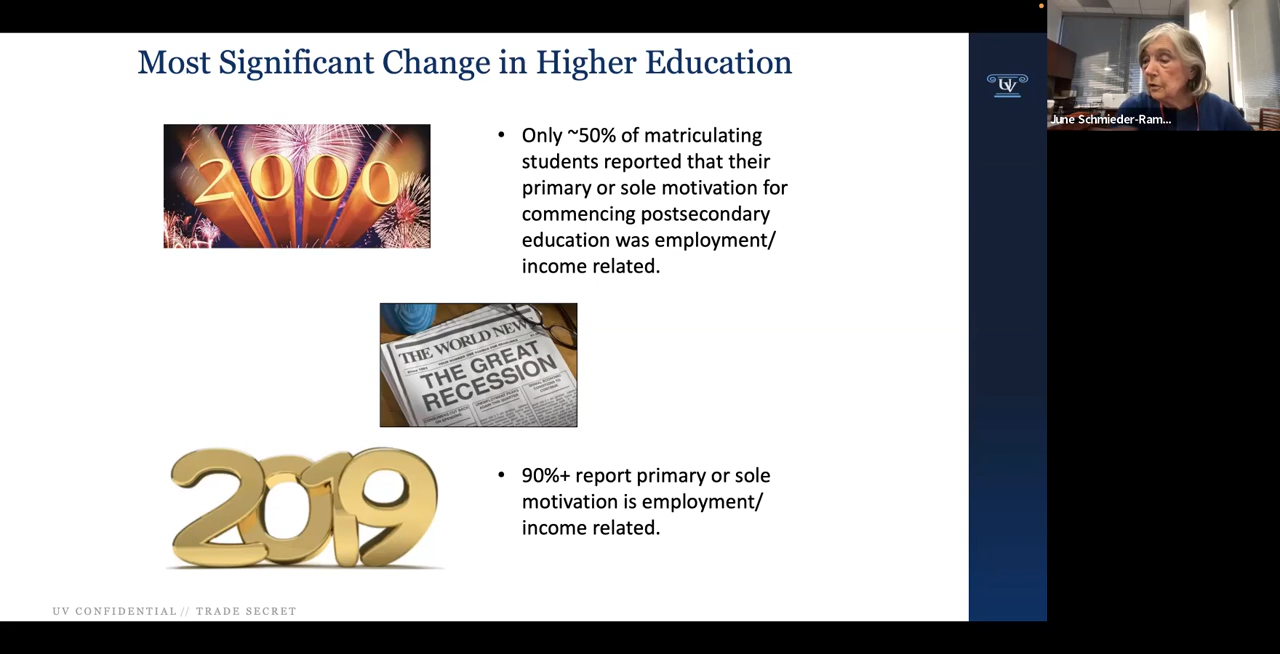 Most Significant Change in Higher Education
2000
• Only ~50% of matriculating
students reported that their
primary or sole motivation for
commencing postsecondary
education was employment/
income related.
THE WORLD NEWS
THE GREAT
RECESSION
2019
• 90%+ report primary or sole
motivation is employment/
income related.
UV CONFIDENTIAL // TRADE SECRET
UV
June Schmieder-Ram...